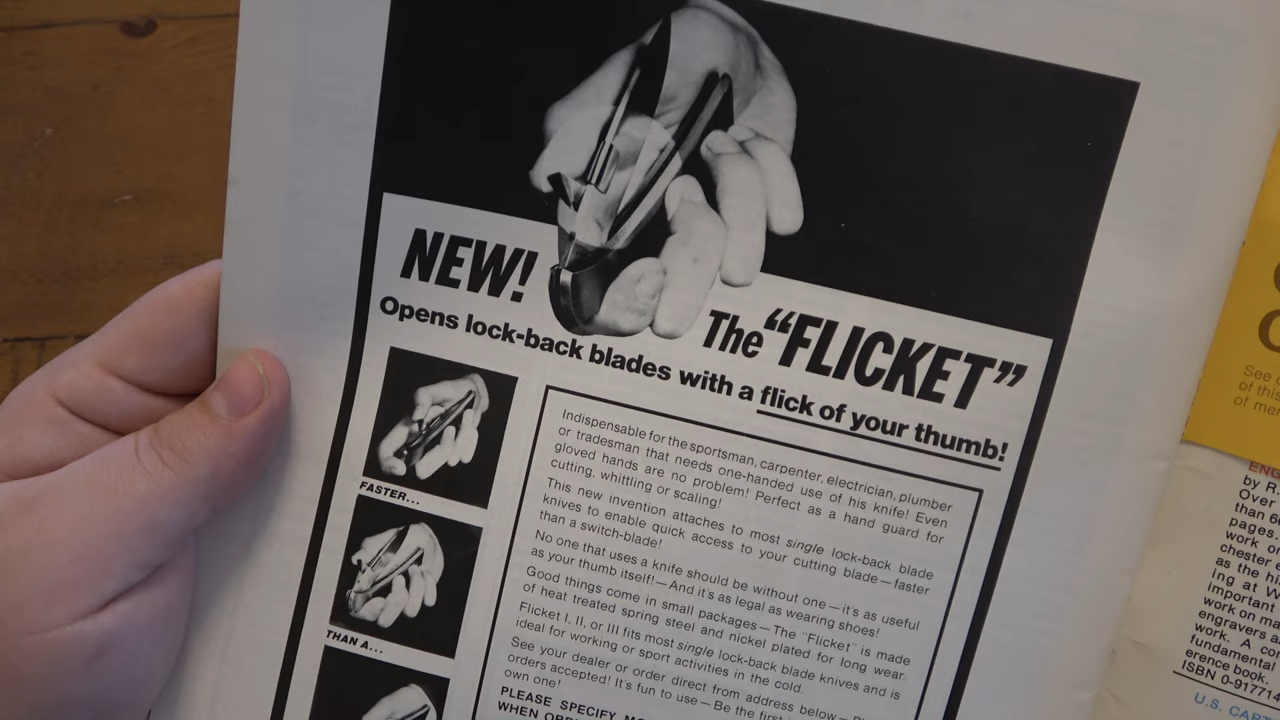 NEW!
The "FLICKET"
Opens lock-back blades with a flick of your thumb!
FASTER...
THAN A...
Indispensable for the sportsman, carpenter, electrician, plumber
or tradesman that needs one-handed use of his knife! Even
gloved hands are no problem! Perfect as a hand guard for
cutting, whittling or scaling!
This new invention attaches to most single lock-back blade
knives to enable quick access to your cutting blade—faster
than a switch-blade!
No one that uses a knife should be without one—it's as useful
as your thumb itself!—And it's as legal as wearing shoes!
Good things come in small packages—The "Flicket" is made
of heat treated spring steel and nickel plated for long wear.
Flicket I, II, or III fits most single lock-back blade knives and is
ideal for working or sport activities in the cold.
See your dealer or order direct from address below—
orders accepted! It's fun to use—Be the first
own one!
PLEASE SPECIFY
WHEN
See
of this
of
ENG
by R.
Over
than
pages.
work on
chester
as the
ing at W
important
work on
engravers
work. A
fundamental
erence book.
ISBN 0-917714
U.S.